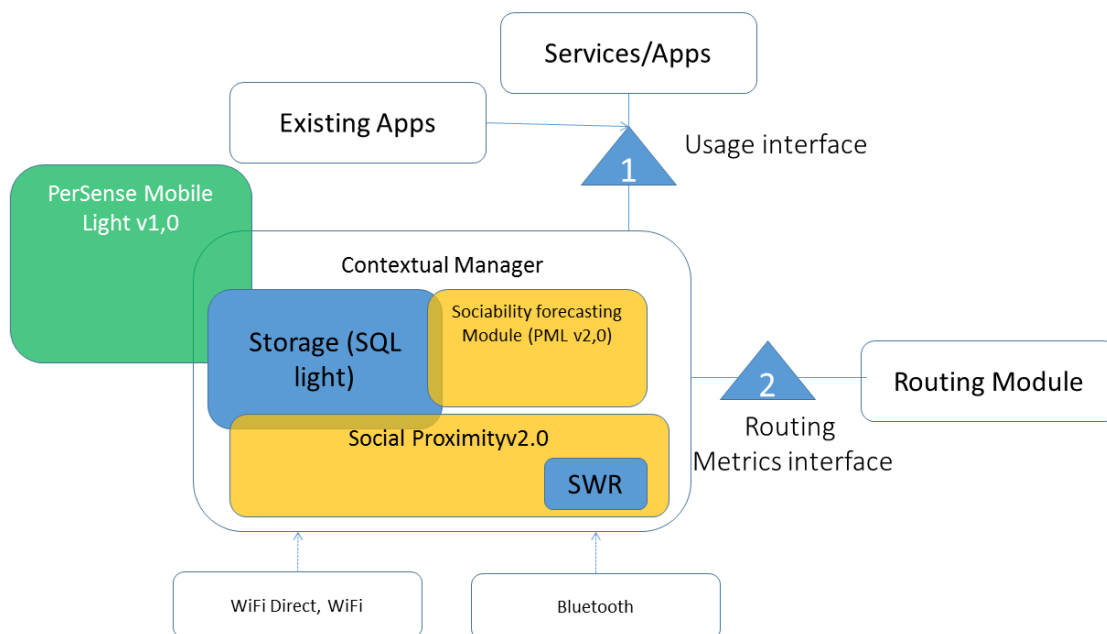 Services/Apps
Existing Apps
Usage interface
1
PerSense Mobile
Light v1,0
Contextual Manager
Sociability forecasting
Module (PML v2,0)
Storage (SQL
light)
2
Routing Module
Routing
Metrics interface
Social Proximityv2.0
SWR
WiFi Direct, WiFi
Bluetooth